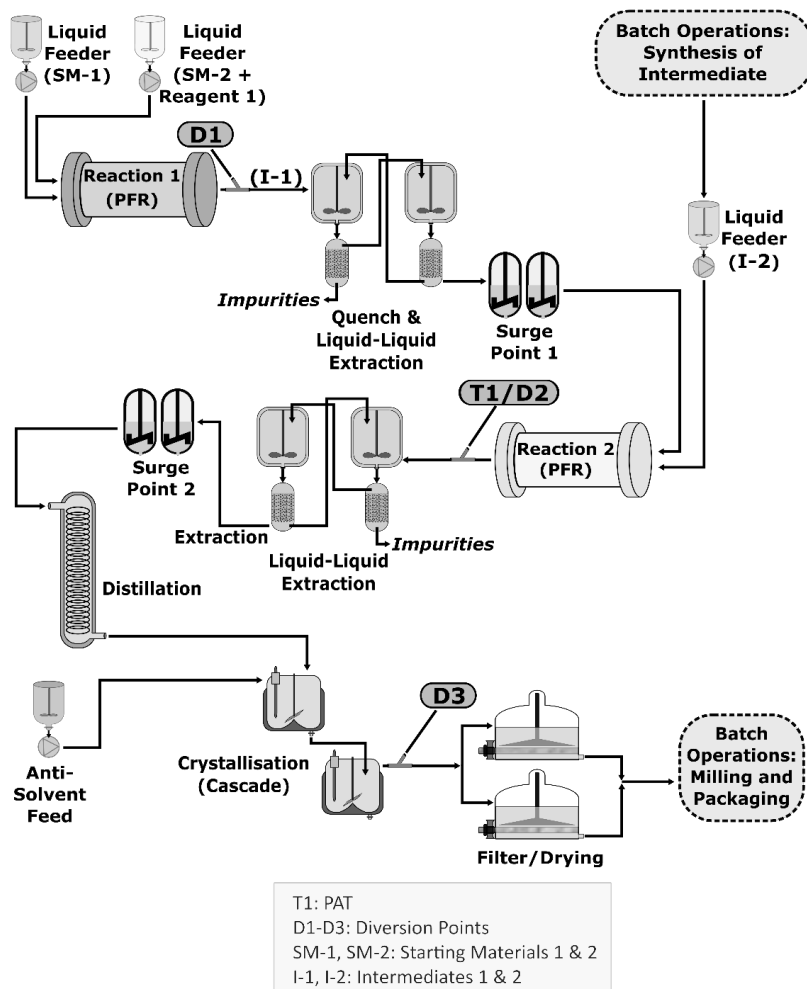 Liquid
Feeder
(SM-1)
Liquid
Feeder
(SM-2 +
Reagent 1)
Batch Operations:
Synthesis of
Intermediate
D1
Reaction 1
(PFR)
(I-1)
Liquid
Feeder
(I-2)
Impurities
Quench &
Liquid-Liquid
Extraction
Surge
Point 1
T1/D2
Reaction 2
(PFR)
Surge
Point 2
Extraction
Impurities
Liquid-Liquid
Extraction
Distillation
D3
Anti-
Solvent
Feed
Crystallisation
(Cascade)
Batch
Operations:
Milling and
Packaging
Filter/Drying
T1: PAT
D1-D3: Diversion Points
SM-1, SM-2: Starting Materials 1 & 2
I-1, I-2: Intermediates 1 & 2